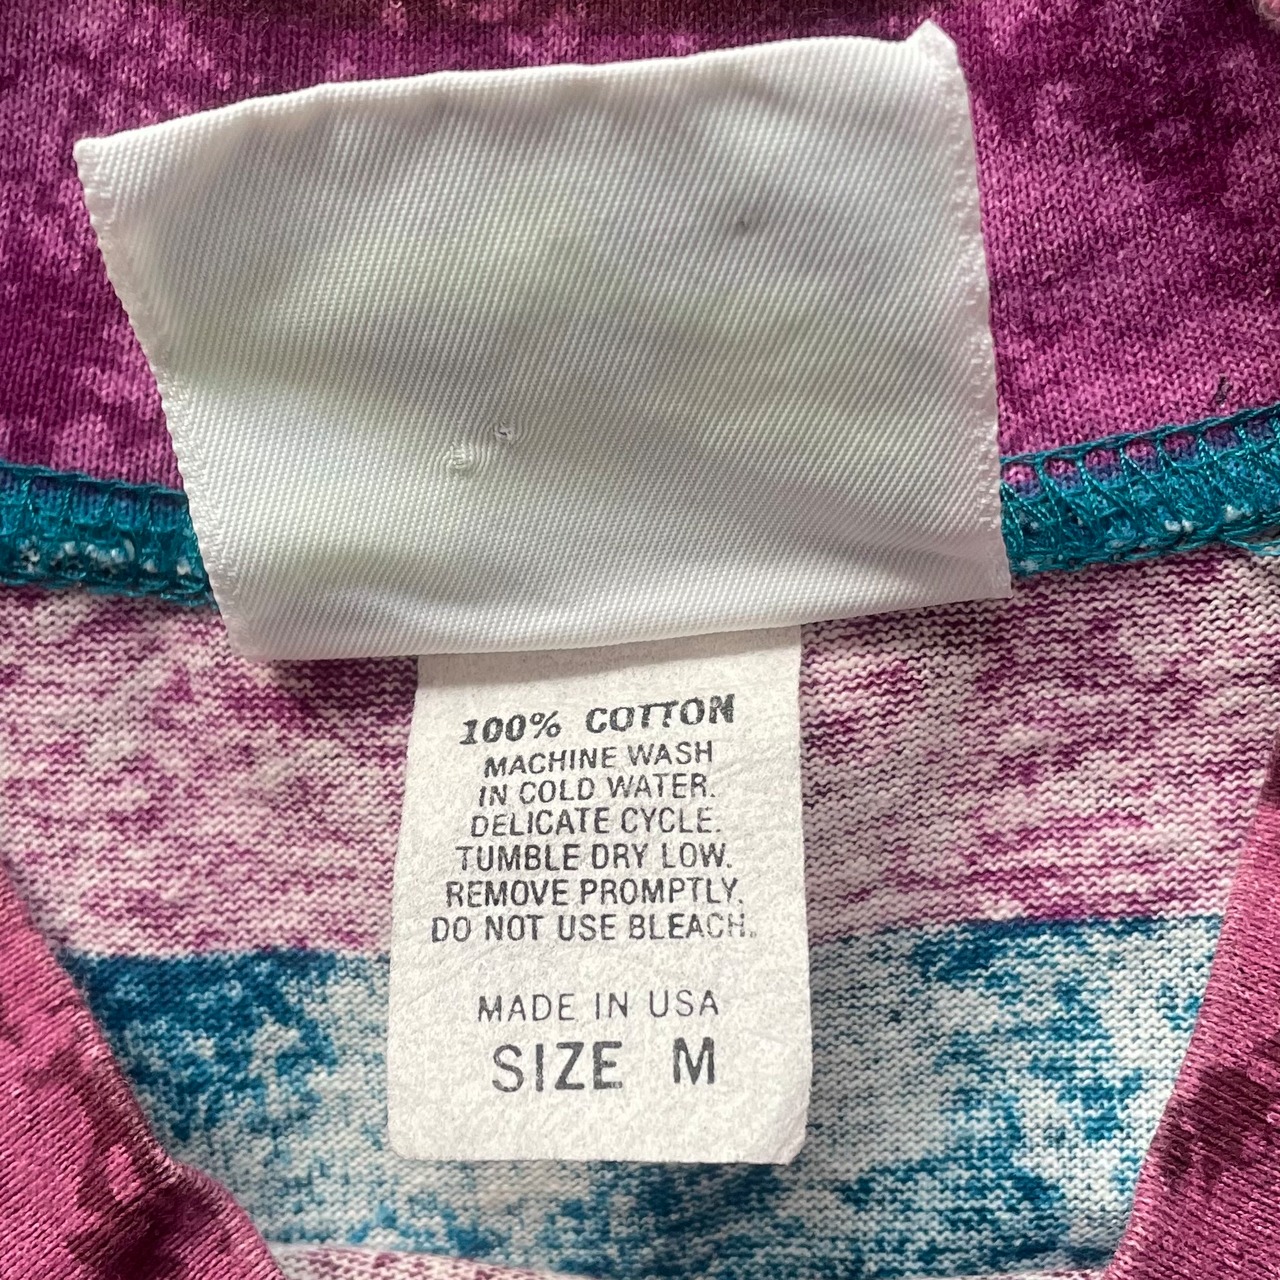 100% COTTON
MACHINE WASH
IN COLD WATER.
DELICATE CYCLE.
TUMBLE DRY LOW.
REMOVE PROMPTLY.
DO NOT USE BLEACH.
MADE IN USA
SIZE M